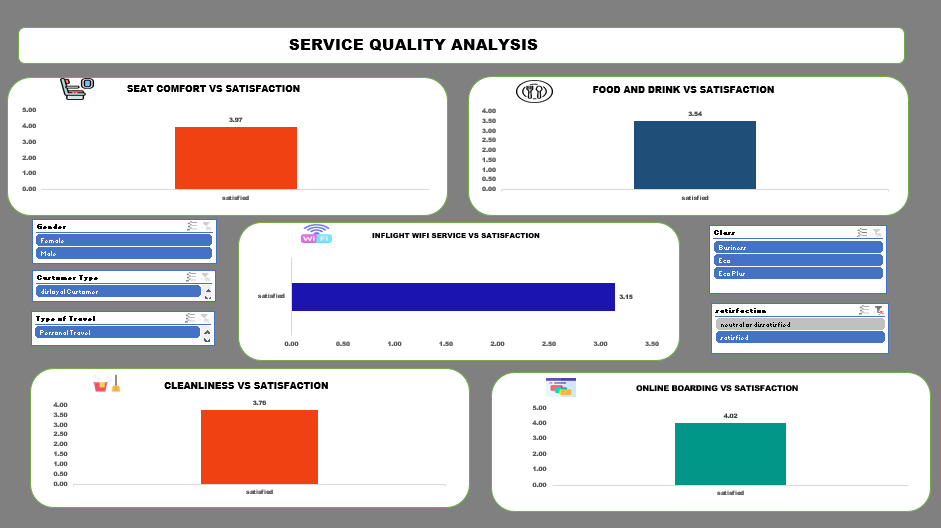 SERVICE QUALITY ANALYSIS
SEAT COMFORT VS SATISFACTION
5.00
4.00
3.00
2.00
1.00
0.00
3.97
satisfied
FOOD AND DRINK VS SATISFACTION
4.00
3.50
3.00
2.50
2.00
1.50
1.00
0.50
0.00
3.54
satisfied
Gender
Female
Male
Customer Type
disloyal Customer
Type of Travel
Personal Travel
WiFi
INFLIGHT WIFI SERVICE VS SATISFACTION
satisfied
3.15
0.00 0.50 1.00 1.50 2.00 2.50 3.00 3.50
Class
Business
Eco
Eco Plus
satisfaction
neutral or dissatisfied
satisfied
CLEANLINESS VS SATISFACTION
4.00
3.50
3.00
2.50
2.00
1.50
1.00
0.50
0.00
3.76
satisfied
ONLINE BOARDING VS SATISFACTION
5.00
4.00
3.00
2.00
1.00
0.00
4.02
satisfied